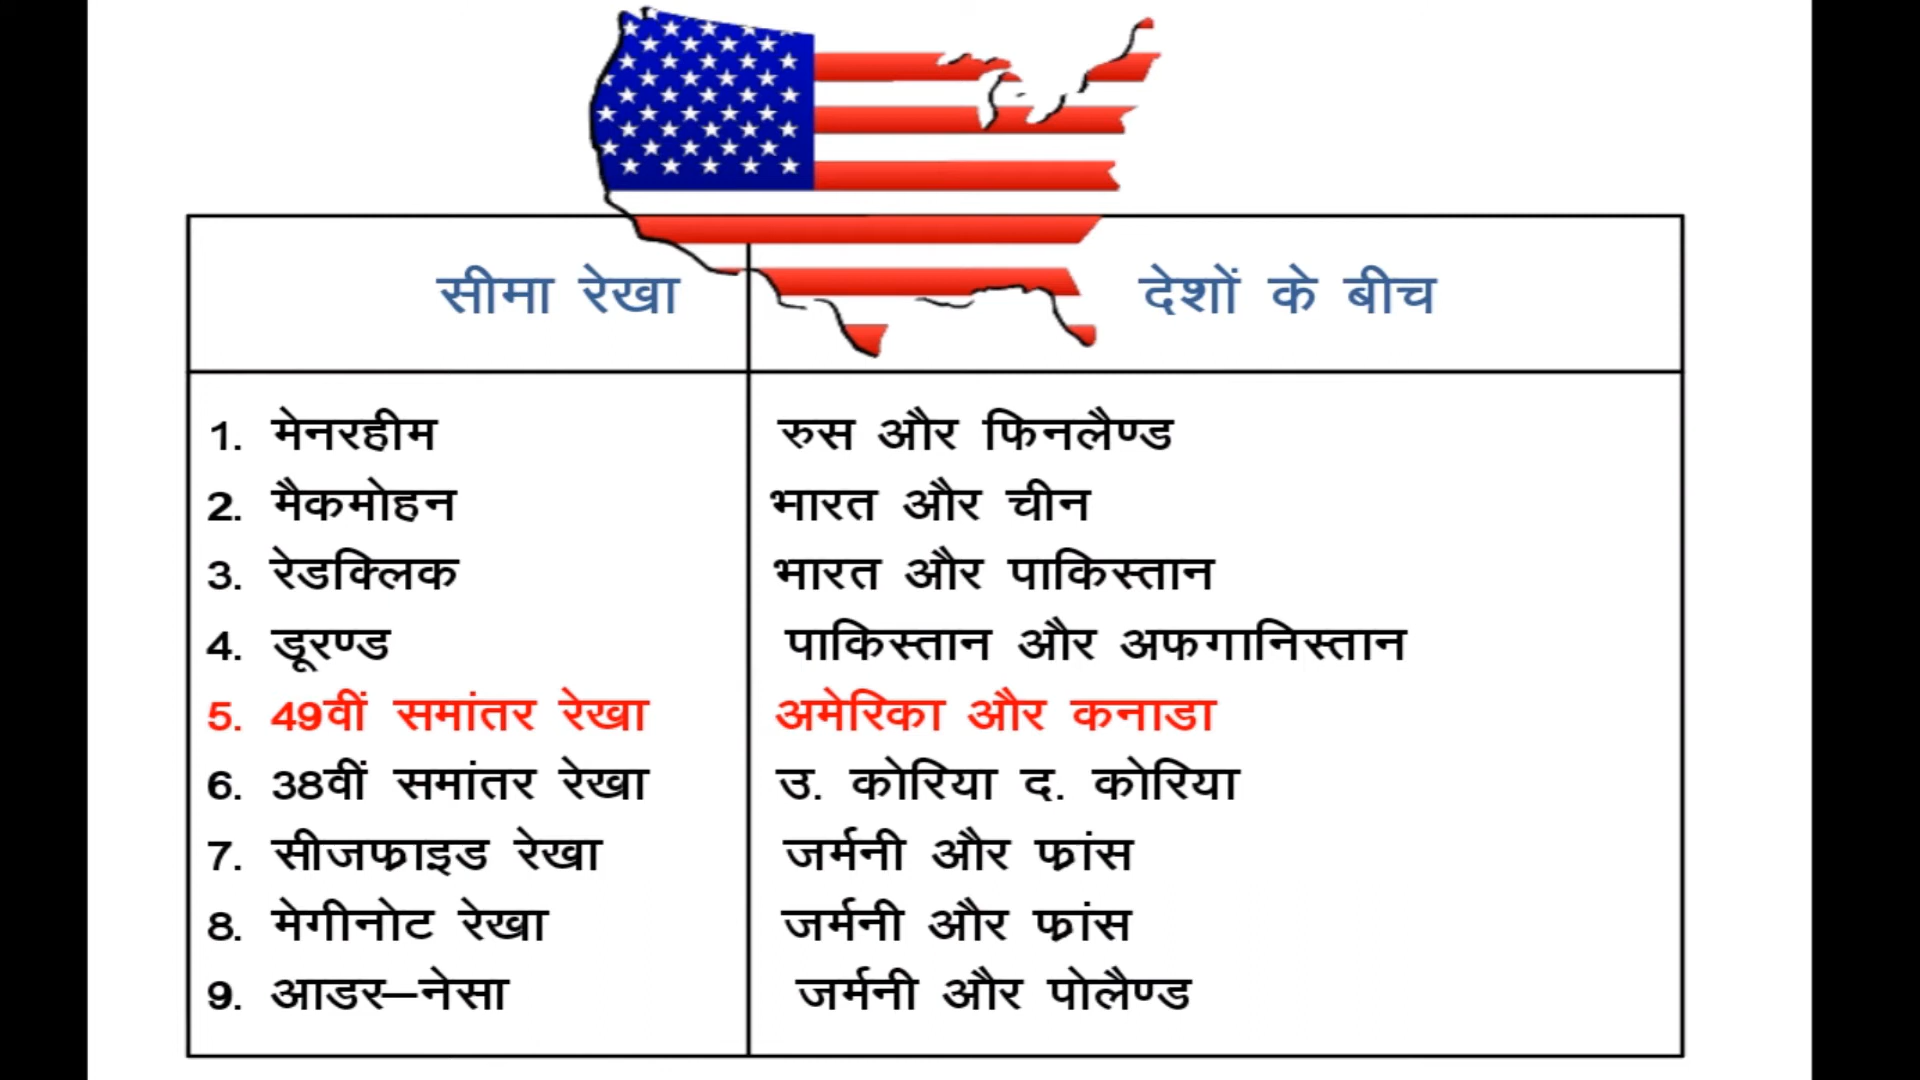 सीमा रेखा देशों के बीच
1. मेनरहीम रुस और फिनलैण्ड
2. मैकमोहन भारत और चीन
3. रेडक्लिक भारत और पाकिस्तान
4. डूरण्ड पाकिस्तान और अफगानिस्तान
5. 49वीं समांतर रेखा अमेरिका और कनाडा
6. 38वीं समांतर रेखा उ. कोरिया द. कोरिया
7. सीजफ्राइड रेखा जर्मनी और फ्रांस
8. मेगीनोट रेखा जर्मनी और फ्रांस
9. आडर–नेसा जर्मनी और पोलैण्ड